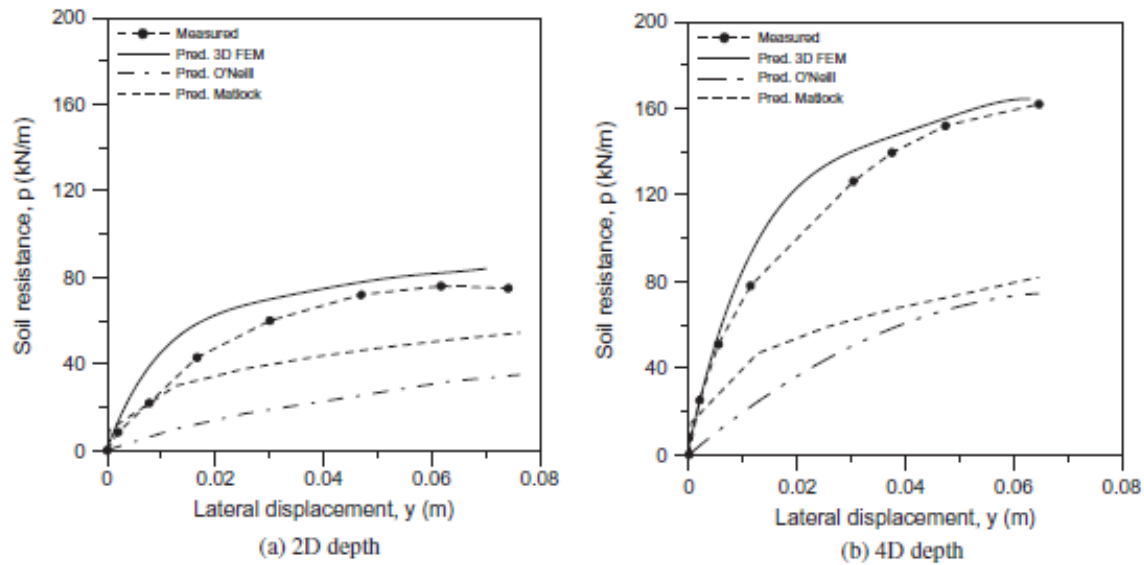 200
160
120
80
40
0
Soil resistance, p (kN/m)
Measured
Pred. 3D FEM
Pred. O'Neill
Pred. Matlock
0
0.02
0.04
0.06
0.08
Lateral displacement, y (m)
(a) 2D depth
200
160
120
80
40
0
Soil resistance, p (kN/m)
Measured
Pred. 3D FEM
Pred. O'Neill
Pred. Matlock
0
0.02
0.04
0.06
0.08
Lateral displacement, y (m)
(b) 4D depth